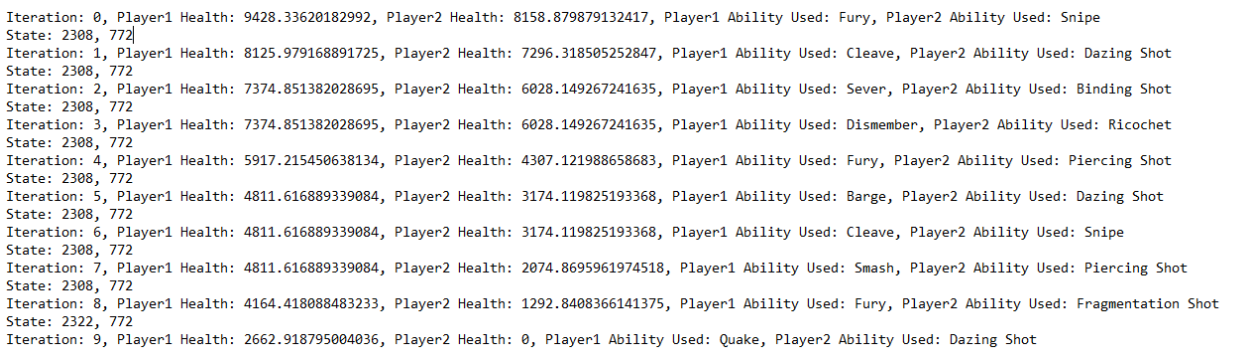 Iteration: 0, Player1 Health: 9428.33620182992, Player2 Health: 8158.879879132417, Player1 Ability Used: Fury, Player2 Ability Used: Snipe
State: 2308, 772
Iteration: 1, Player1 Health: 8125.979168891725, Player2 Health: 7296.318505252847, Player1 Ability Used: Cleave, Player2 Ability Used: Dazing Shot
State: 2308, 772
Iteration: 2, Player1 Health: 7374.851382028695, Player2 Health: 6028.149267241635, Player1 Ability Used: Sever, Player2 Ability Used: Binding Shot
State: 2308, 772
Iteration: 3, Player1 Health: 7374.851382028695, Player2 Health: 6028.149267241635, Player1 Ability Used: Dismember, Player2 Ability Used: Ricochet
State: 2308, 772
Iteration: 4, Player1 Health: 5917.215450638134, Player2 Health: 4307.121988658683, Player1 Ability Used: Fury, Player2 Ability Used: Piercing Shot
State: 2308, 772
Iteration: 5, Player1 Health: 4811.616889339084, Player2 Health: 3174.119825193368, Player1 Ability Used: Barge, Player2 Ability Used: Dazing Shot
State: 2308, 772
Iteration: 6, Player1 Health: 4811.616889339084, Player2 Health: 3174.119825193368, Player1 Ability Used: Cleave, Player2 Ability Used: Snipe
State: 2308, 772
Iteration: 7, Player1 Health: 4811.616889339084, Player2 Health: 2074.8695961974518, Player1 Ability Used: Smash, Player2 Ability Used: Piercing Shot
State: 2308, 772
Iteration: 8, Player1 Health: 4164.418088483233, Player2 Health: 1292.8408366141375, Player1 Ability Used: Fury, Player2 Ability Used: Fragmentation Shot
State: 2322, 772
Iteration: 9, Player1 Health: 2662.918795004036, Player2 Health: 0, Player1 Ability Used: Quake, Player2 Ability Used: Dazing Shot